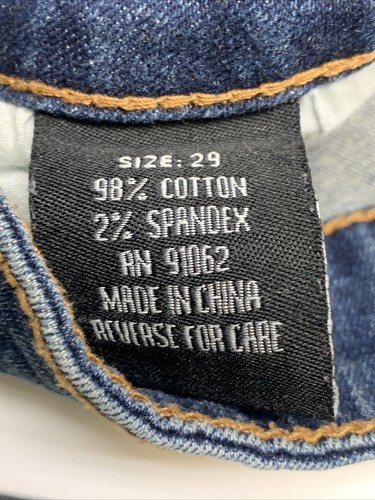 SIZE: 29
98% COTTON
2% SPANDEX
RN 91062
MADE IN CHINA
REVERSE FOR CARE